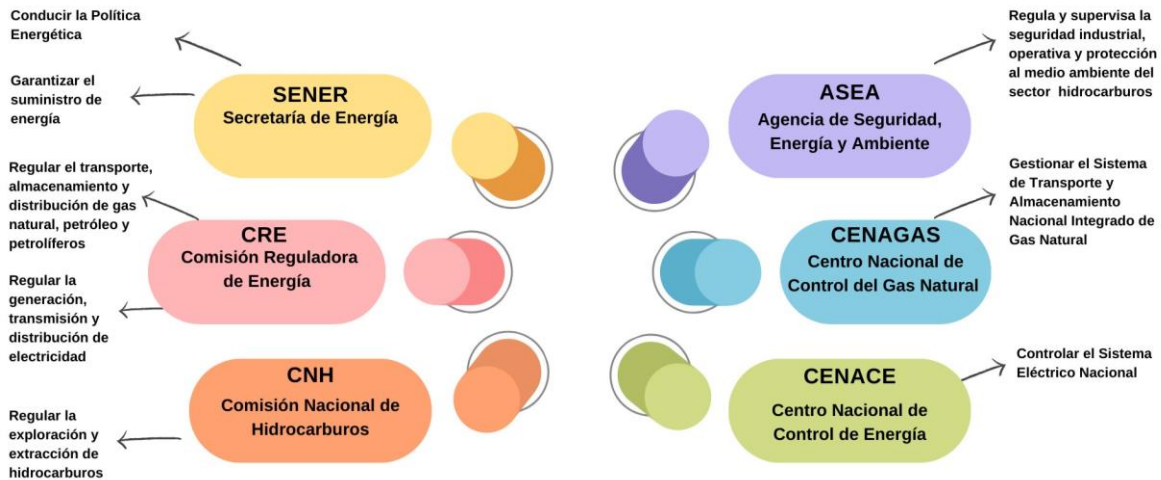 Conducir la Política
Energética
Garantizar el
suministro de
energía
SENER
Secretaría de Energía
Regular el transporte,
almacenamiento y
distribución de gas
natural, petróleo y
petrolíferos
CRE
Comisión Reguladora
de Energía
Regular la
generación,
transmisión y
distribución de
electricidad
CNH
Comisión Nacional de
Hidrocarburos
Regular la
exploración y
extracción de
hidrocarburos
Regula y supervisa la
seguridad industrial,
operativa y protección
al medio ambiente del
sector hidrocarburos
ASEA
Agencia de Seguridad,
Energía y Ambiente
Gestionar el Sistema
de Transporte y
Almacenamiento
Nacional Integrado de
Gas Natural
CENAGAS
Centro Nacional de
Control del Gas Natural
Controlar el Sistema
Eléctrico Nacional
CENACE
Centro Nacional de
Control de Energía